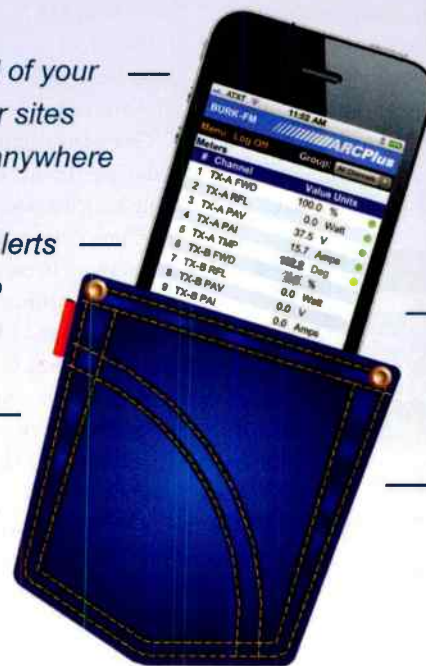 l of your
r sites
anywhere
lerts
AT&T 11:52 AM
BURK-FM ARCPlus
Menu Log Off Group:
Meters
# Channel Value Units
1 TX-A FWD 100.0 %
2 TX-A RFL 0.0 Watt
3 TX-A PAV 37.5 V
4 TX-A PAI 15.7 Amps
5 TX-A TMP Deg
6 TX-B FWD %
7 TX-B RFL 0.0 Watt
8 TX-B PAV 0.0 V
9 TX-B PAI 0.0 Amps